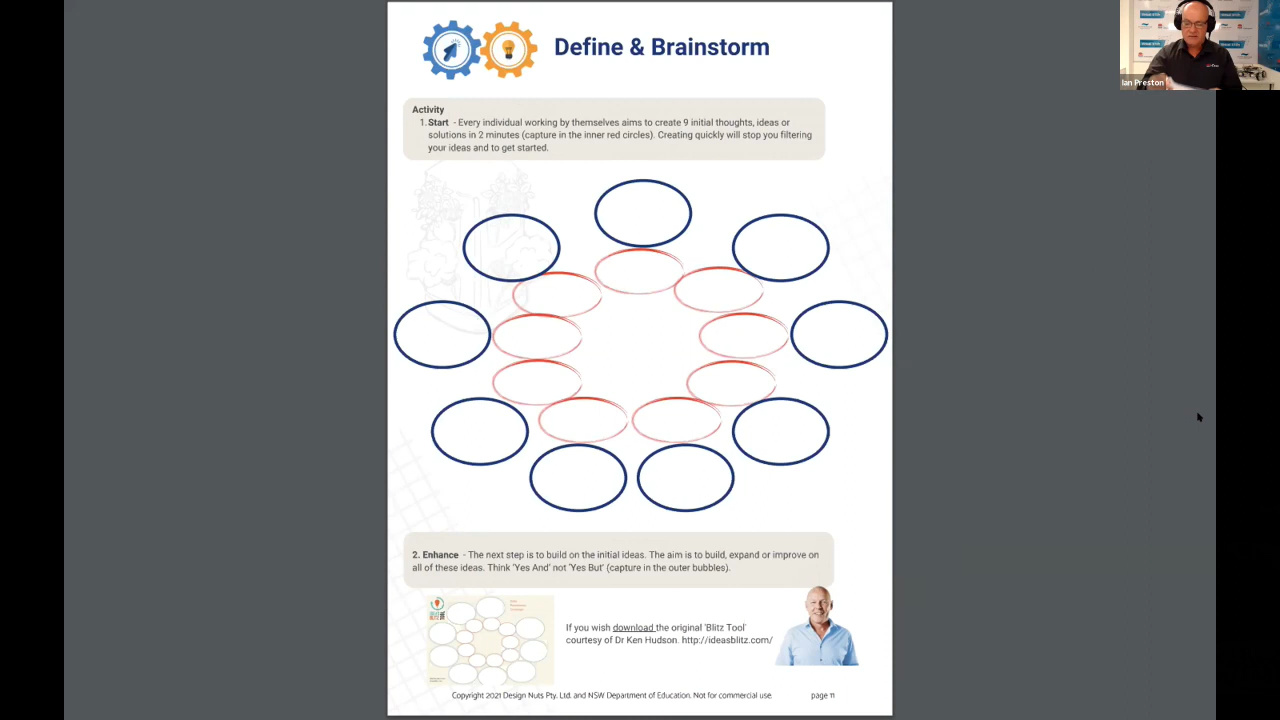 Define & Brainstorm
Activity
1. Start - Every individual working by themselves aims to create 9 initial thoughts, ideas or
solutions in 2 minutes (capture in the inner red circles). Creating quickly will stop you filtering
your ideas and to get started.
2. Enhance - The next step is to build on the initial ideas. The aim is to build, expand or improve on
all of these ideas. Think 'Yes And' not 'Yes But' (capture in the outer bubbles).
If you wish download the original 'Blitz Tool'
courtesy of Dr Ken Hudson. http://ideasblitz.com/
Copyright 2021 Design Nuts Pty. Ltd. and NSW Department of Education. Not for commercial use.
page 11
Ian Preston